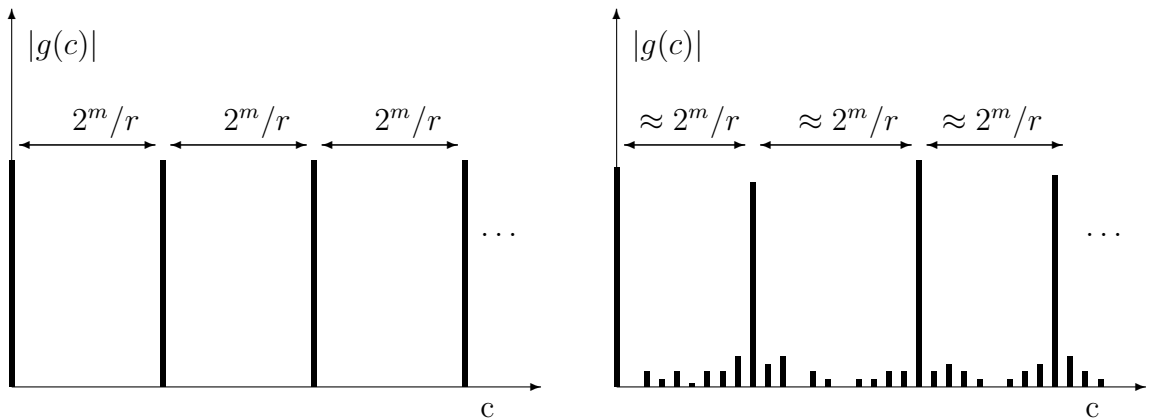 |g(c)|
2^m/r 2^m/r 2^m/r
. . .
c
|g(c)|
≈ 2^m/r ≈ 2^m/r ≈ 2^m/r
. . .
c